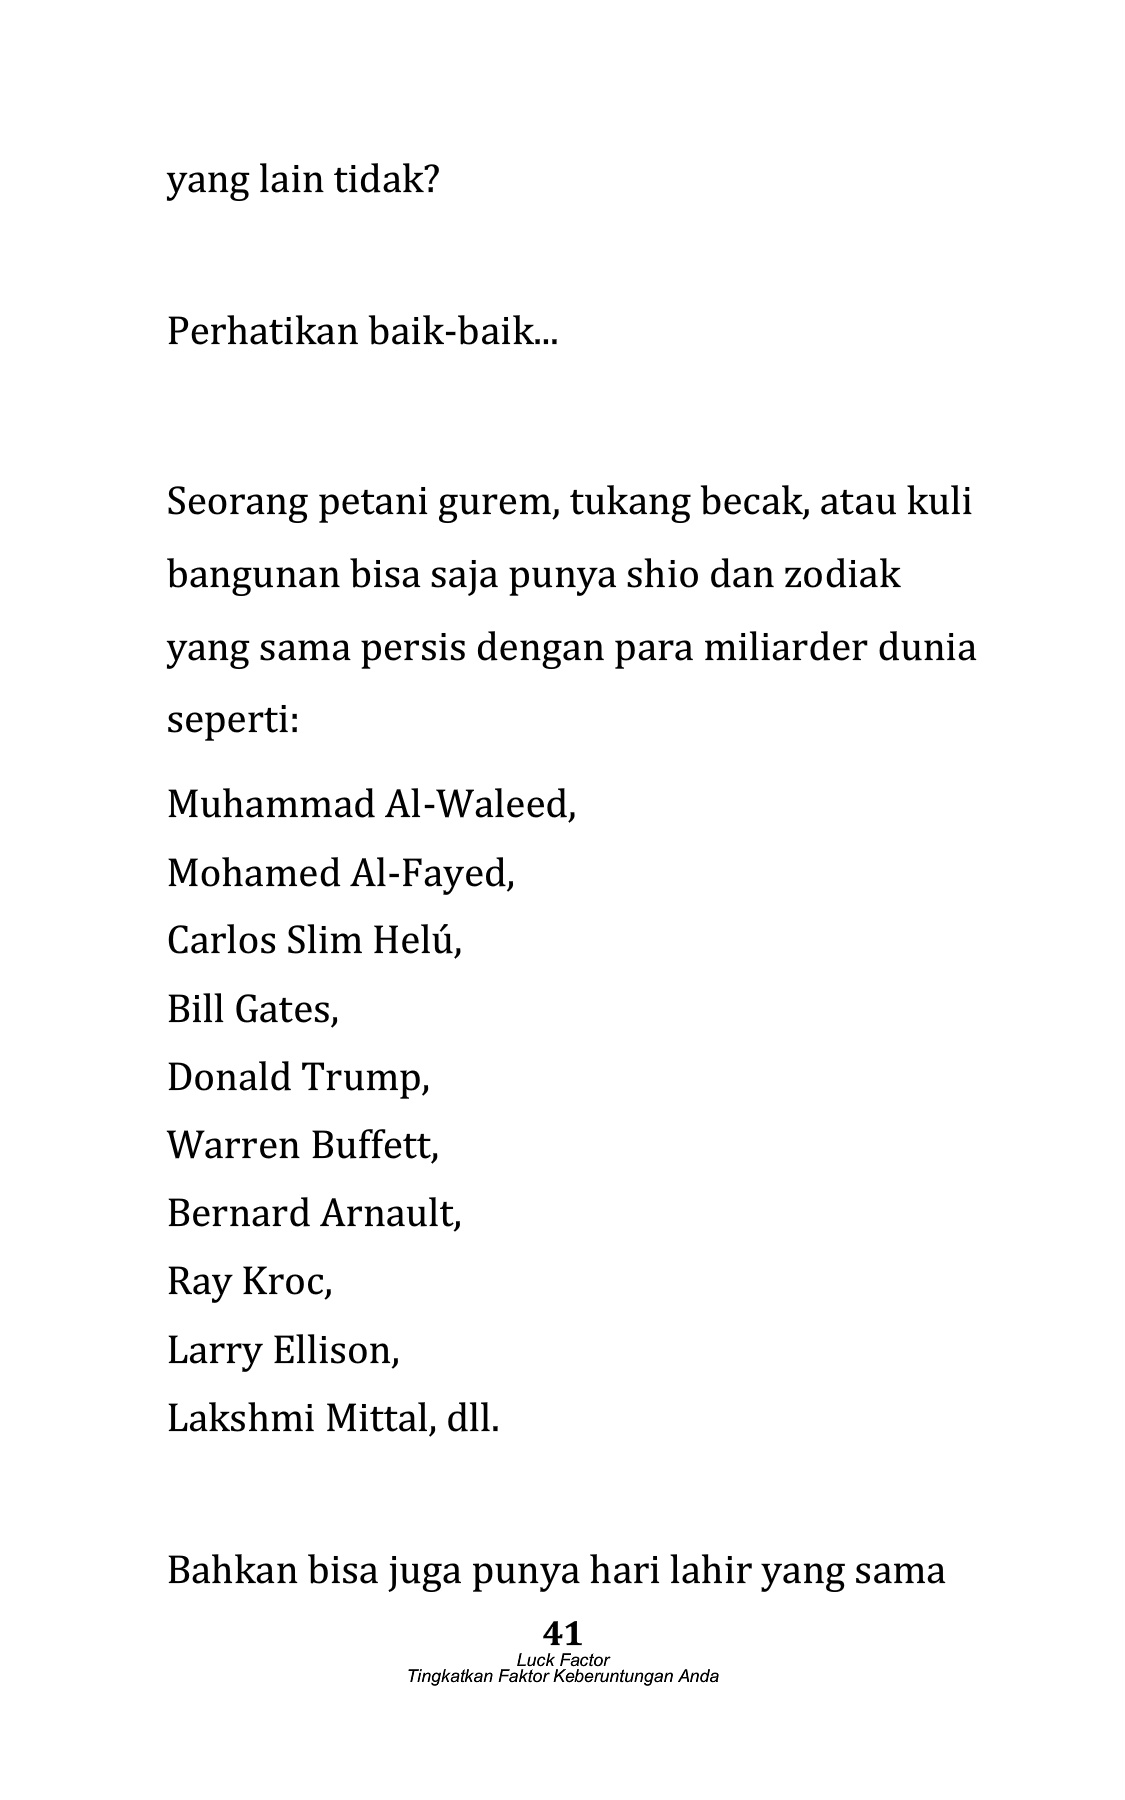 yang lain tidak?
Perhatikan baik-baik...
Seorang petani gurem, tukang becak, atau kuli
bangunan bisa saja punya shio dan zodiak
yang sama persis dengan para miliarder dunia
seperti:
Muhammad Al-Waleed,
Mohamed Al-Fayed,
Carlos Slim Helú,
Bill Gates,
Donald Trump,
Warren Buffett,
Bernard Arnault,
Ray Kroc,
Larry Ellison,
Lakshmi Mittal, dll.
Bahkan bisa juga punya hari lahir yang sama
41
Luck Factor
Tingkatkan Faktor Keberuntungan Anda